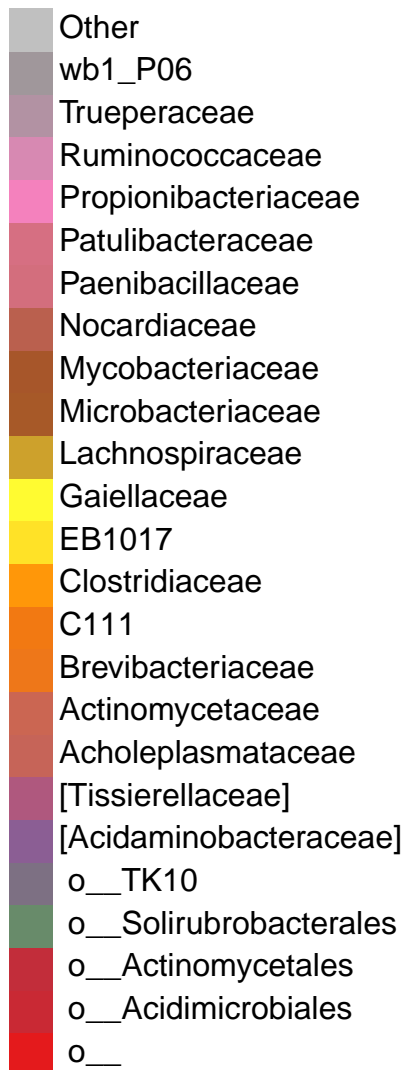 Other
wb1_P06
Trueperaceae
Ruminococcaceae
Propionibacteriaceae
Patulibacteraceae
Paenibacillaceae
Nocardiaceae
Mycobacteriaceae
Microbacteriaceae
Lachnospiraceae
Gaiellaceae
EB1017
Clostridiaceae
C111
Brevibacteriaceae
Actinomycetaceae
Acholeplasmataceae
[Tissierellaceae]
[Acidaminobacteraceae]
o__TK10
o__Solirubrobacterales
o__Actinomycetales
o__Acidimicrobiales
o__